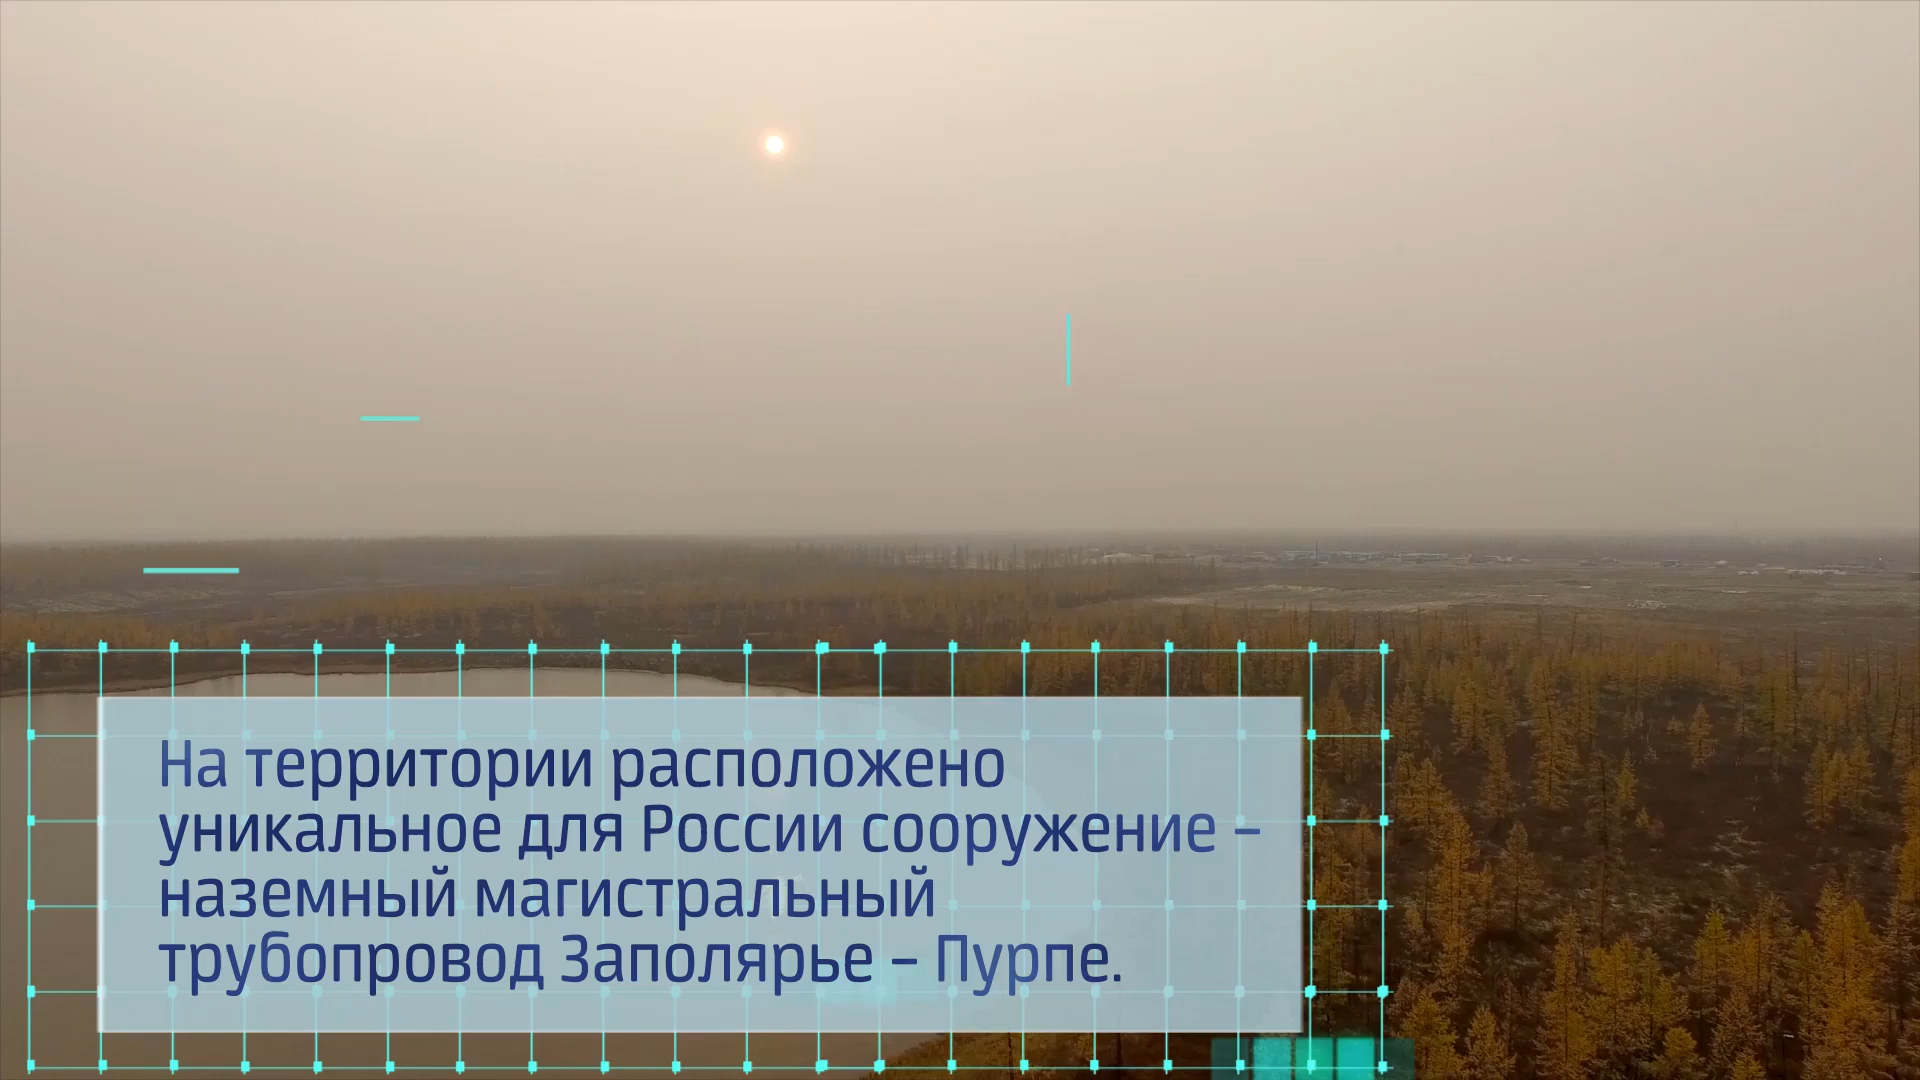 На территории расположено
уникальное для России сооружение –
наземный магистральный
трубопровод Заполярье – Пурпе.